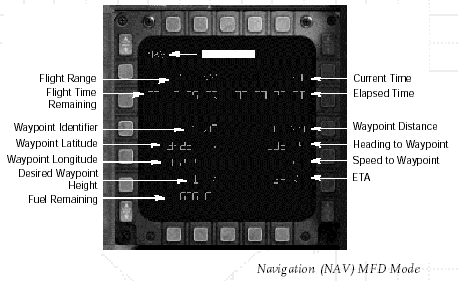 Flight Range
Flight Time
Remaining
Waypoint Identifier
Waypoint Latitude
Waypoint Longitude
Desired Waypoint
Height
Fuel Remaining
Current Time
Elapsed Time
Waypoint Distance
Heading to Waypoint
Speed to Waypoint
ETA
Navigation (NAV) MFD Mode